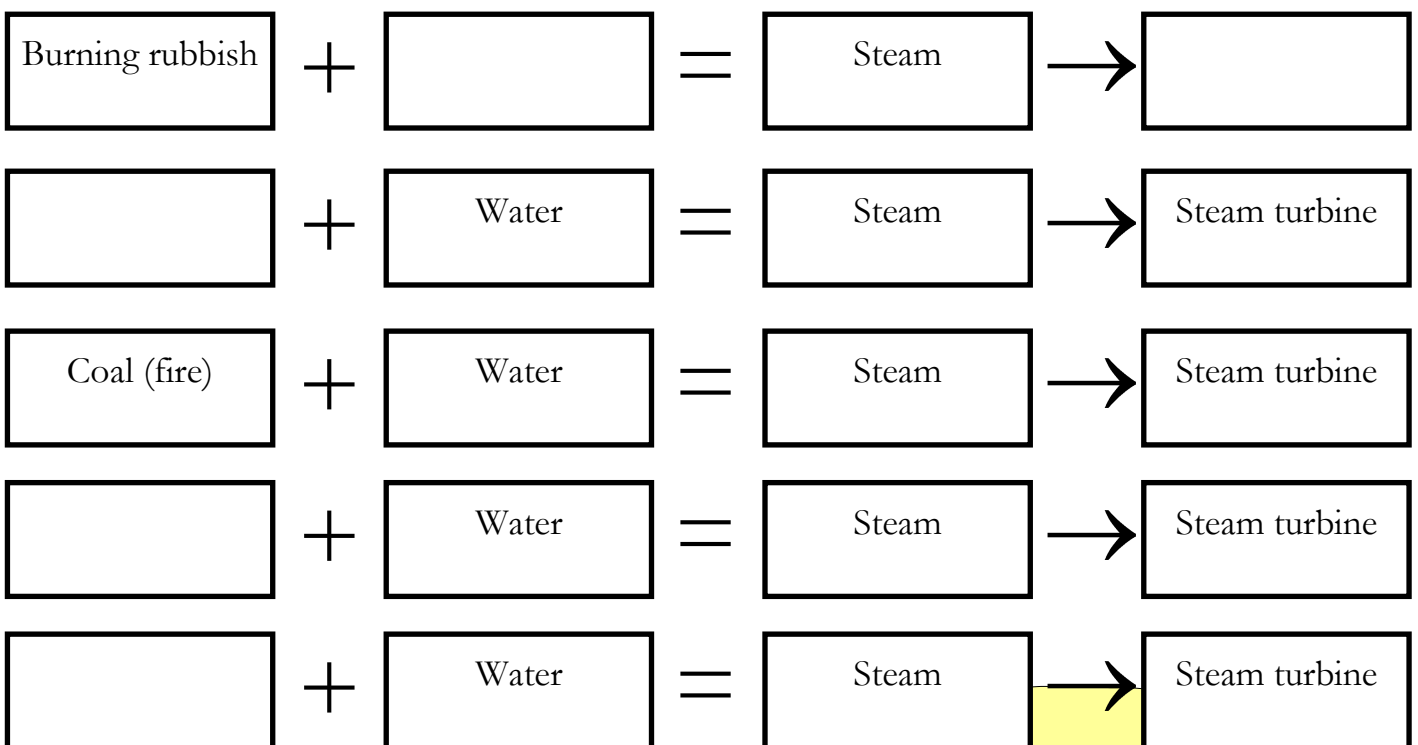 Burning rubbish + = Steam →
+ Water = Steam → Steam turbine
Coal (fire) + Water = Steam → Steam turbine
+ Water = Steam → Steam turbine
+ Water = Steam → Steam turbine